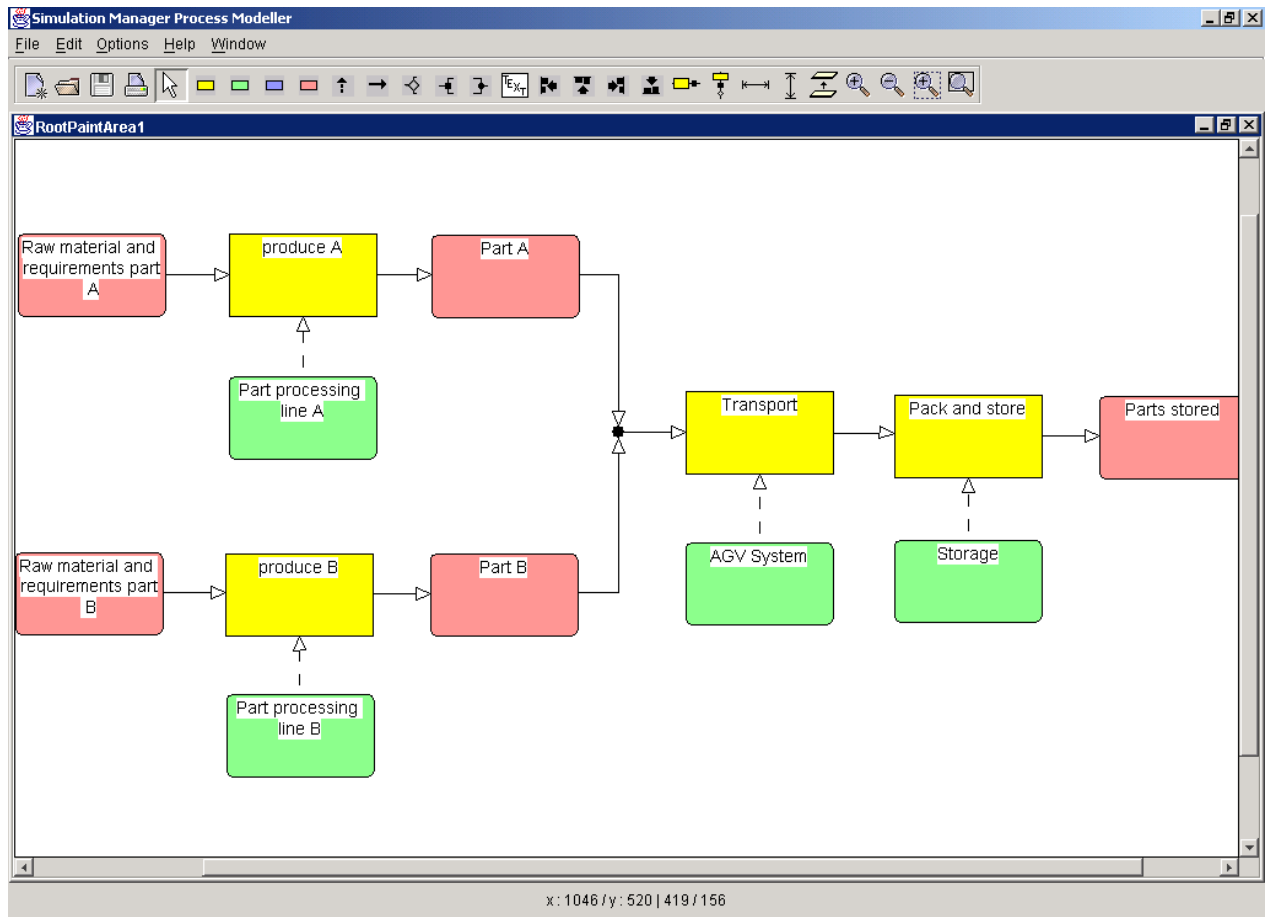 Simulation Manager Process Modeller
File Edit Options Help Window
TEXT
RootPaintArea1
Raw material and
requirements part
A
produce A
Part A
Part processing
line A
Transport
Pack and store
Parts stored
AGV System
Storage
Raw material and
requirements part
B
produce B
Part B
Part processing
line B
x : 1046 / y : 520 | 419 / 156